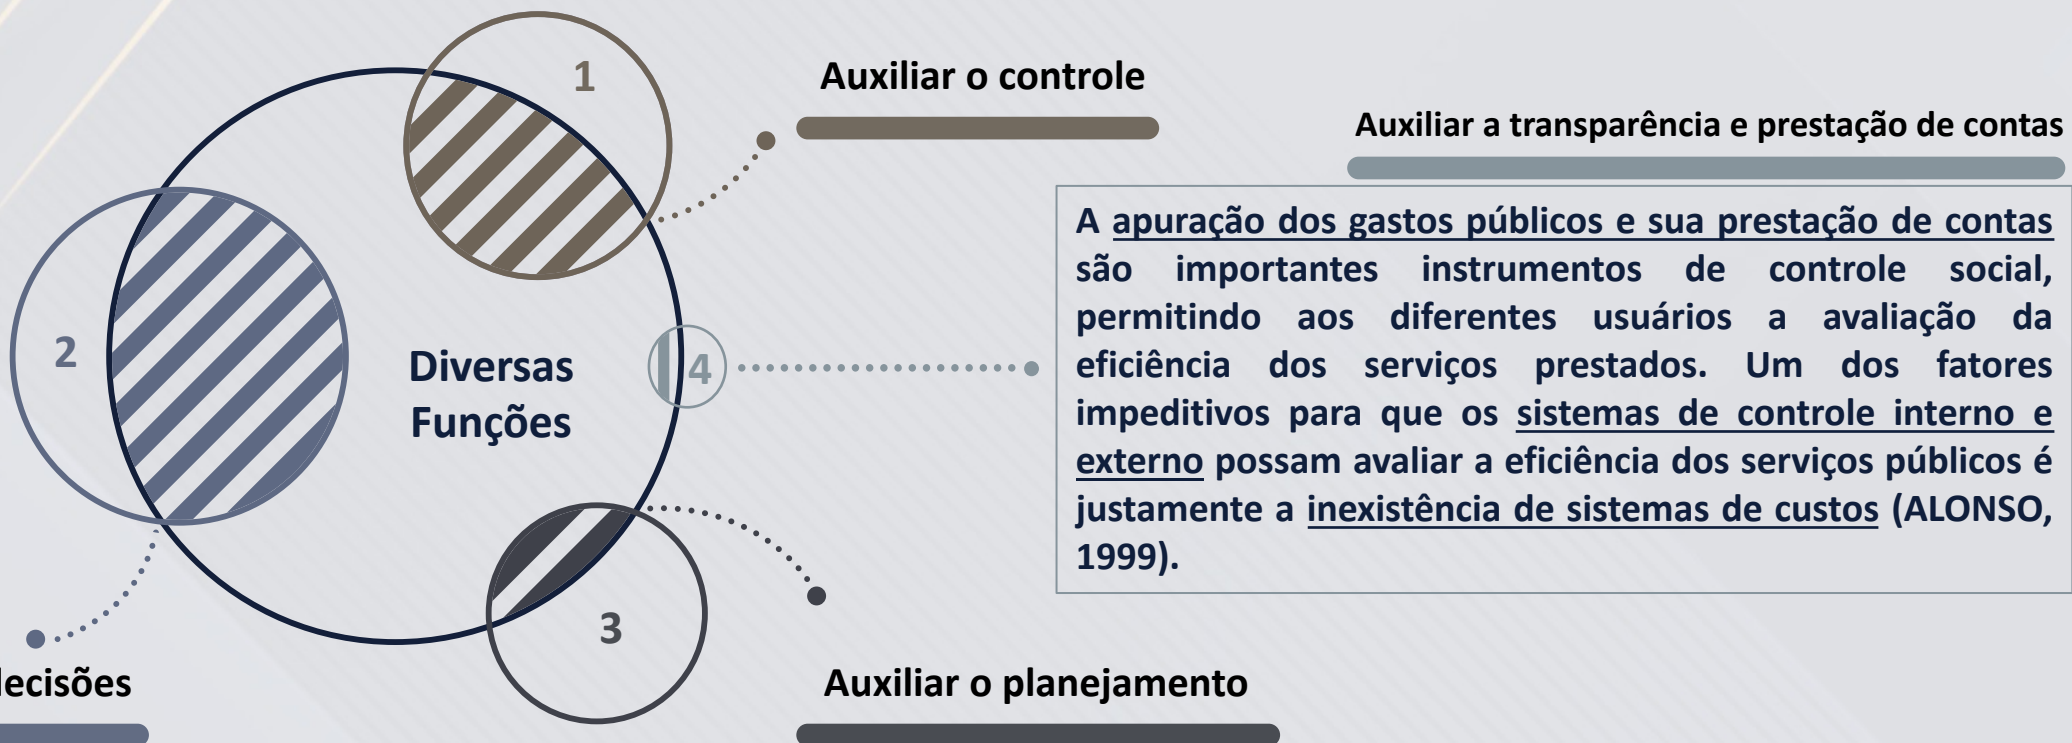 1
Auxiliar o controle
Auxiliar a transparência e prestação de contas
A apuração dos gastos públicos e sua prestação de contas
são importantes instrumentos de controle social,
permitindo aos diferentes usuários a avaliação da
eficiência dos serviços prestados. Um dos fatores
impeditivos para que os sistemas de controle interno e
externo possam avaliar a eficiência dos serviços públicos é
justamente a inexistência de sistemas de custos (ALONSO,
1999).
2
Diversas
Funções
4
3
Auxiliar o planejamento